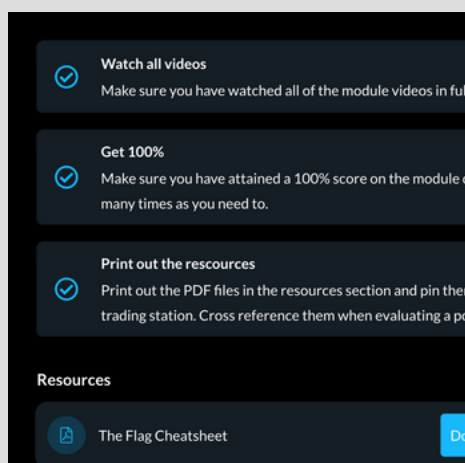 Watch all videos
Make sure you have watched all of the module videos in ful
Get 100%
Make sure you have attained a 100% score on the module
many times as you need to.
Print out the rescources
Print out the PDF files in the resources section and pin
trading station. Cross reference them when evaluating a
Resources
The Flag Cheatsheet